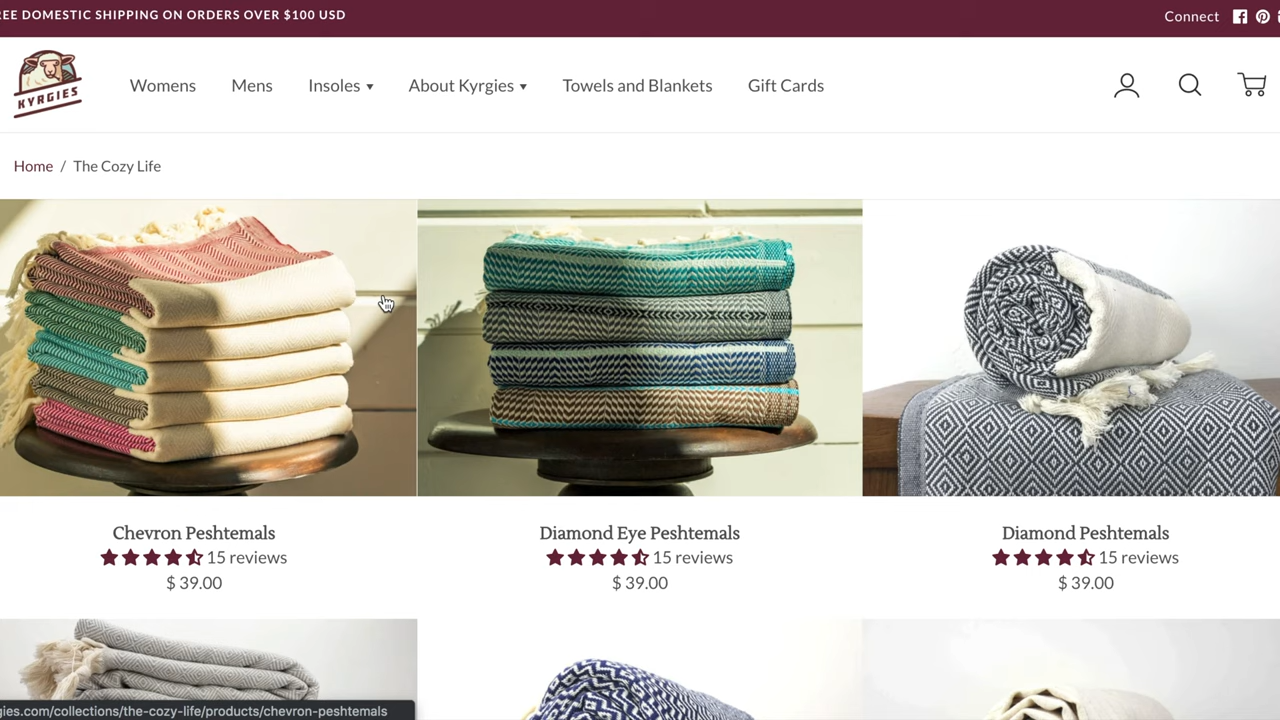 REE DOMESTIC SHIPPING ON ORDERS OVER $100 USD
Connect
KYRGIES
Womens
Mens
Insoles ▾
About Kyrgies ▾
Towels and Blankets
Gift Cards
Home / The Cozy Life
Chevron Peshtemals
15 reviews
$ 39.00
Diamond Eye Peshtemals
15 reviews
$ 39.00
Diamond Peshtemals
15 reviews
$ 39.00
gies.com/collections/the-cozy-life/products/chevron-peshtemals